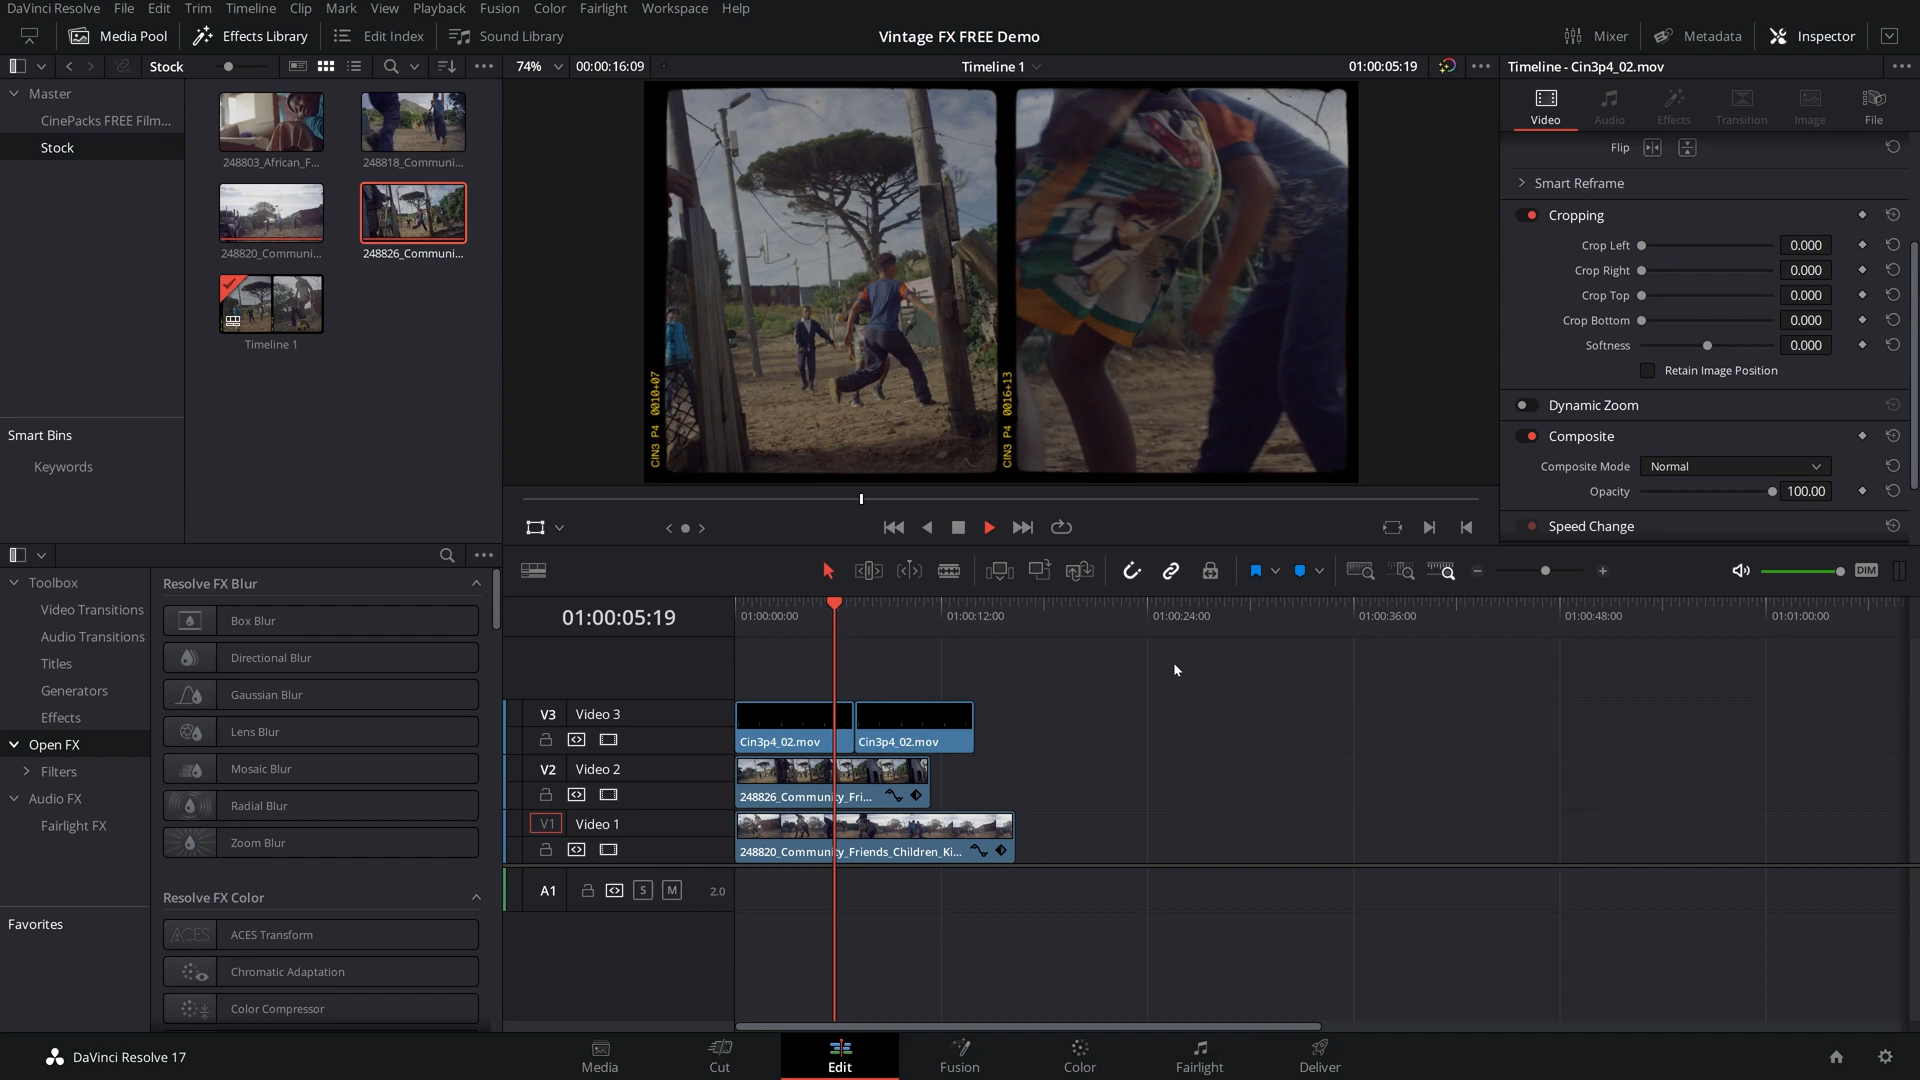 DaVinci Resolve File Edit Trim Timeline Clip Mark View Playback Fusion Color Fairlight Workspace Help
Media Pool Effects Library Edit Index Sound Library Vintage FX FREE Demo Mixer Metadata Inspector
Stock 74% 00:00:16:09 Timeline 1 01:00:05:19 Timeline - Cin3p4_02.mov
Master
CinePacks FREE Film...
Stock
248803_African_F...
248818_Communi...
248820_Communi...
248826_Communi...
Timeline 1
Smart Bins
Keywords
CIN3 P4 0010+07
CIN3 P4 0016+13
Video Audio Effects Transition Image File
Flip
Smart Reframe
Cropping
Crop Left 0.000
Crop Right 0.000
Crop Top 0.000
Crop Bottom 0.000
Softness 0.000
Retain Image Position
Dynamic Zoom
Composite
Composite Mode Normal
Opacity 100.00
Speed Change
Toolbox
Video Transitions
Audio Transitions
Titles
Generators
Effects
Open FX
Filters
Audio FX
Fairlight FX
Favorites
Resolve FX Blur
Box Blur
Directional Blur
Gaussian Blur
Lens Blur
Mosaic Blur
Radial Blur
Zoom Blur
Resolve FX Color
ACES ACES Transform
Chromatic Adaptation
Color Compressor
DIM
01:00:05:19
01:00:00:00 01:00:12:00 01:00:24:00 01:00:36:00 01:00:48:00 01:01:00:00
V3 Video 3
Cin3p4_02.mov Cin3p4_02.mov
V2 Video 2
248826_Community_Fri...
V1 Video 1
248820_Community_Friends_Children_Ki...
A1 S M 2.0
DaVinci Resolve 17
Media Cut Edit Fusion Color Fairlight Deliver